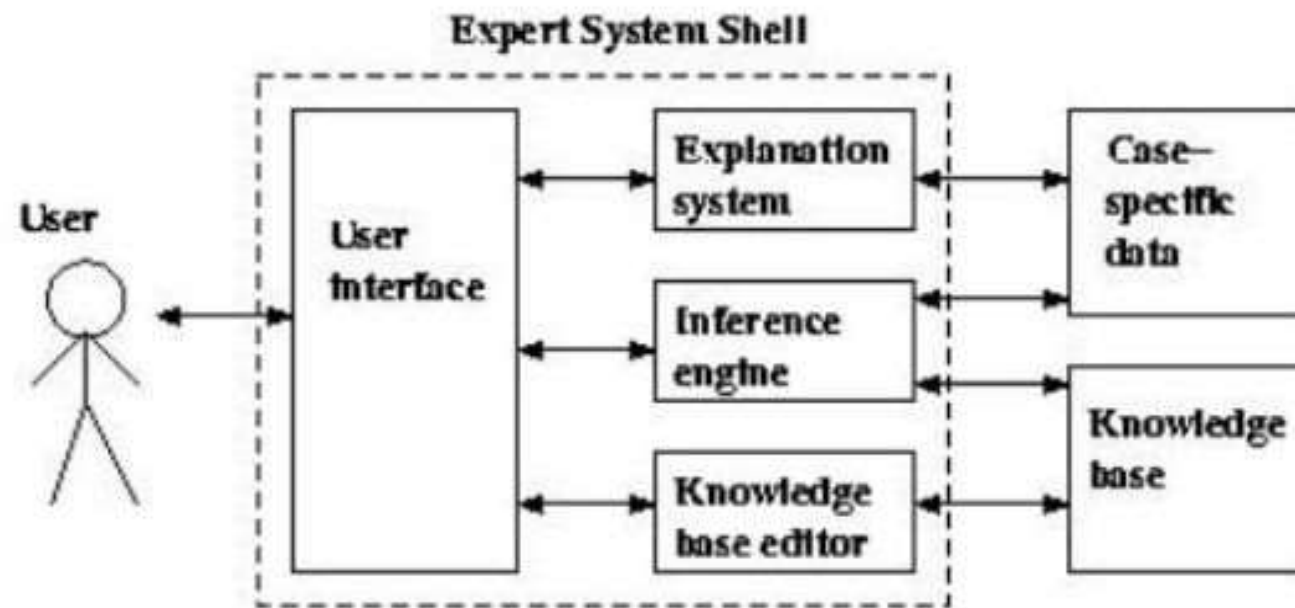 Expert System Shell
User
User
interface
Explanation
system
Inference
engine
Knowledge
base editor
Case–
specific
data
Knowledge
base